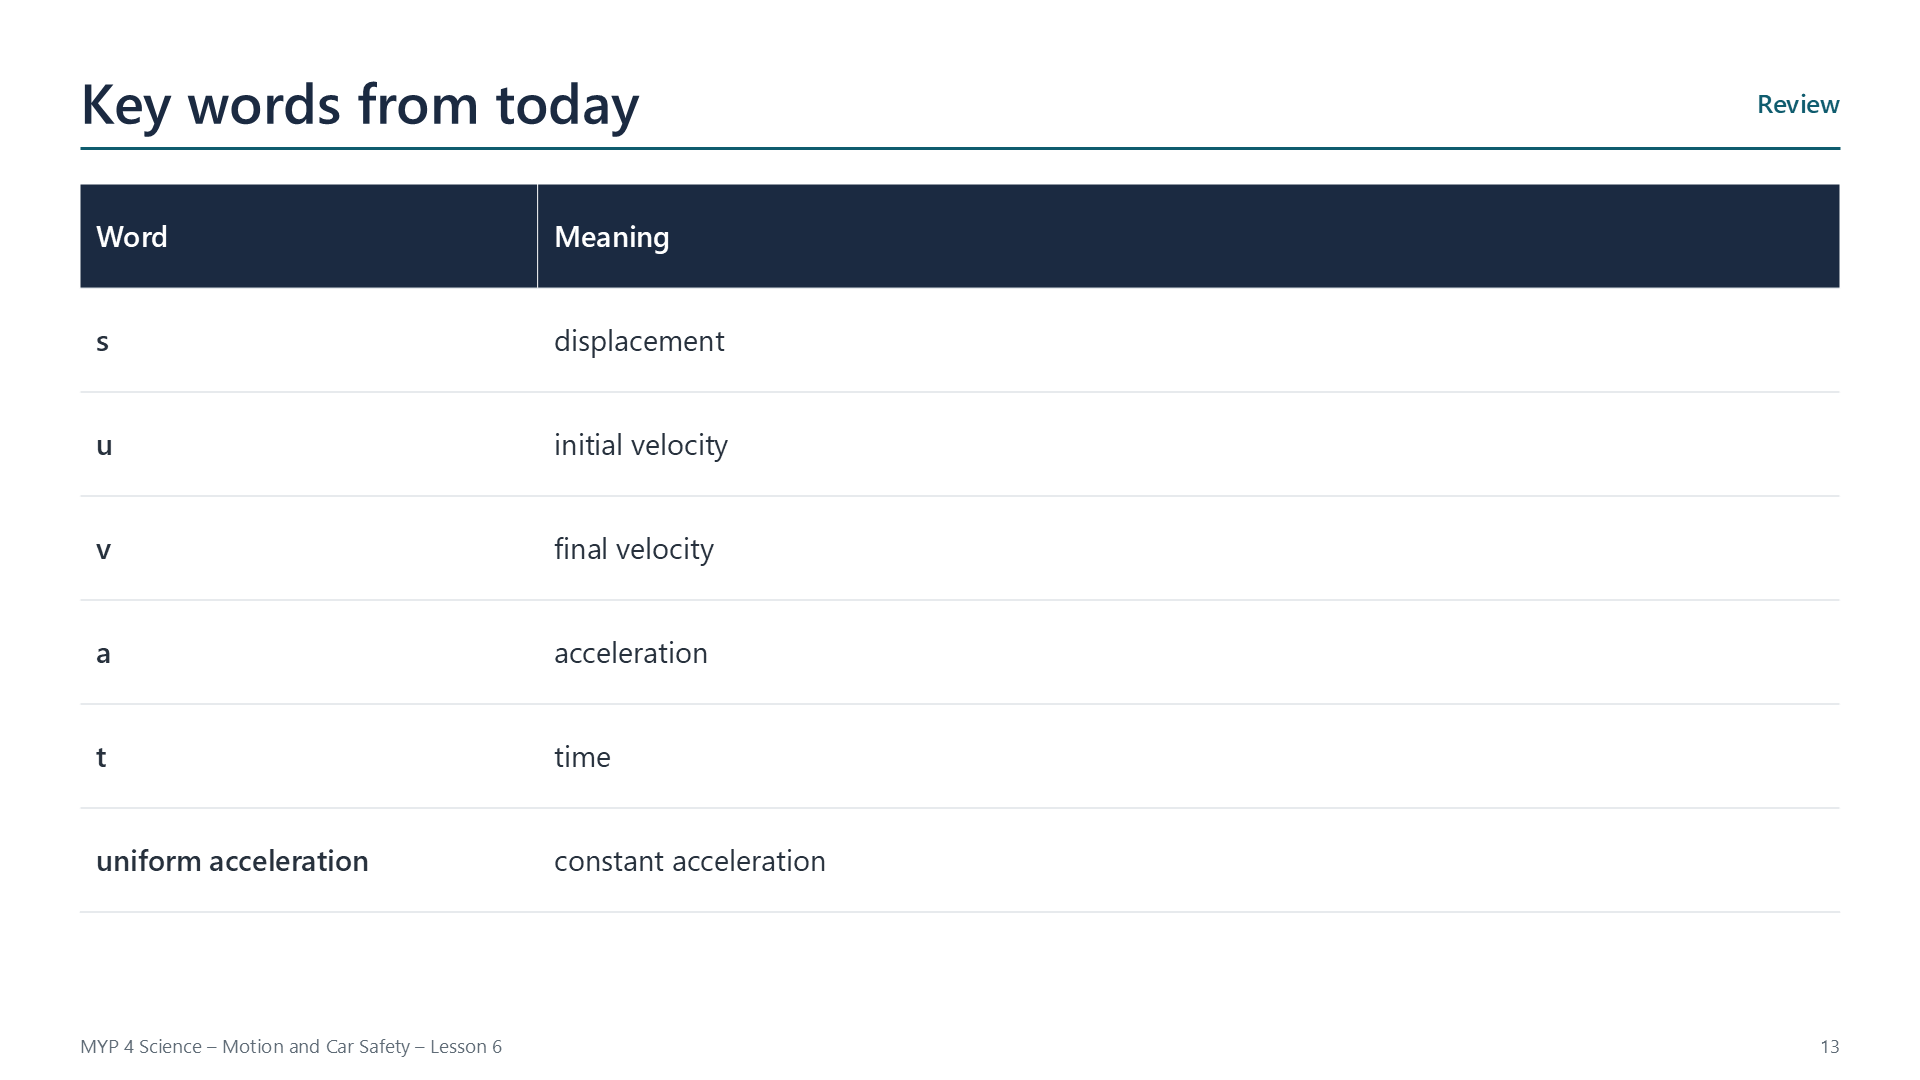 Key words from today
Review
Word Meaning
s displacement
u initial velocity
v final velocity
a acceleration
t time
uniform acceleration constant acceleration
MYP 4 Science – Motion and Car Safety – Lesson 6
13